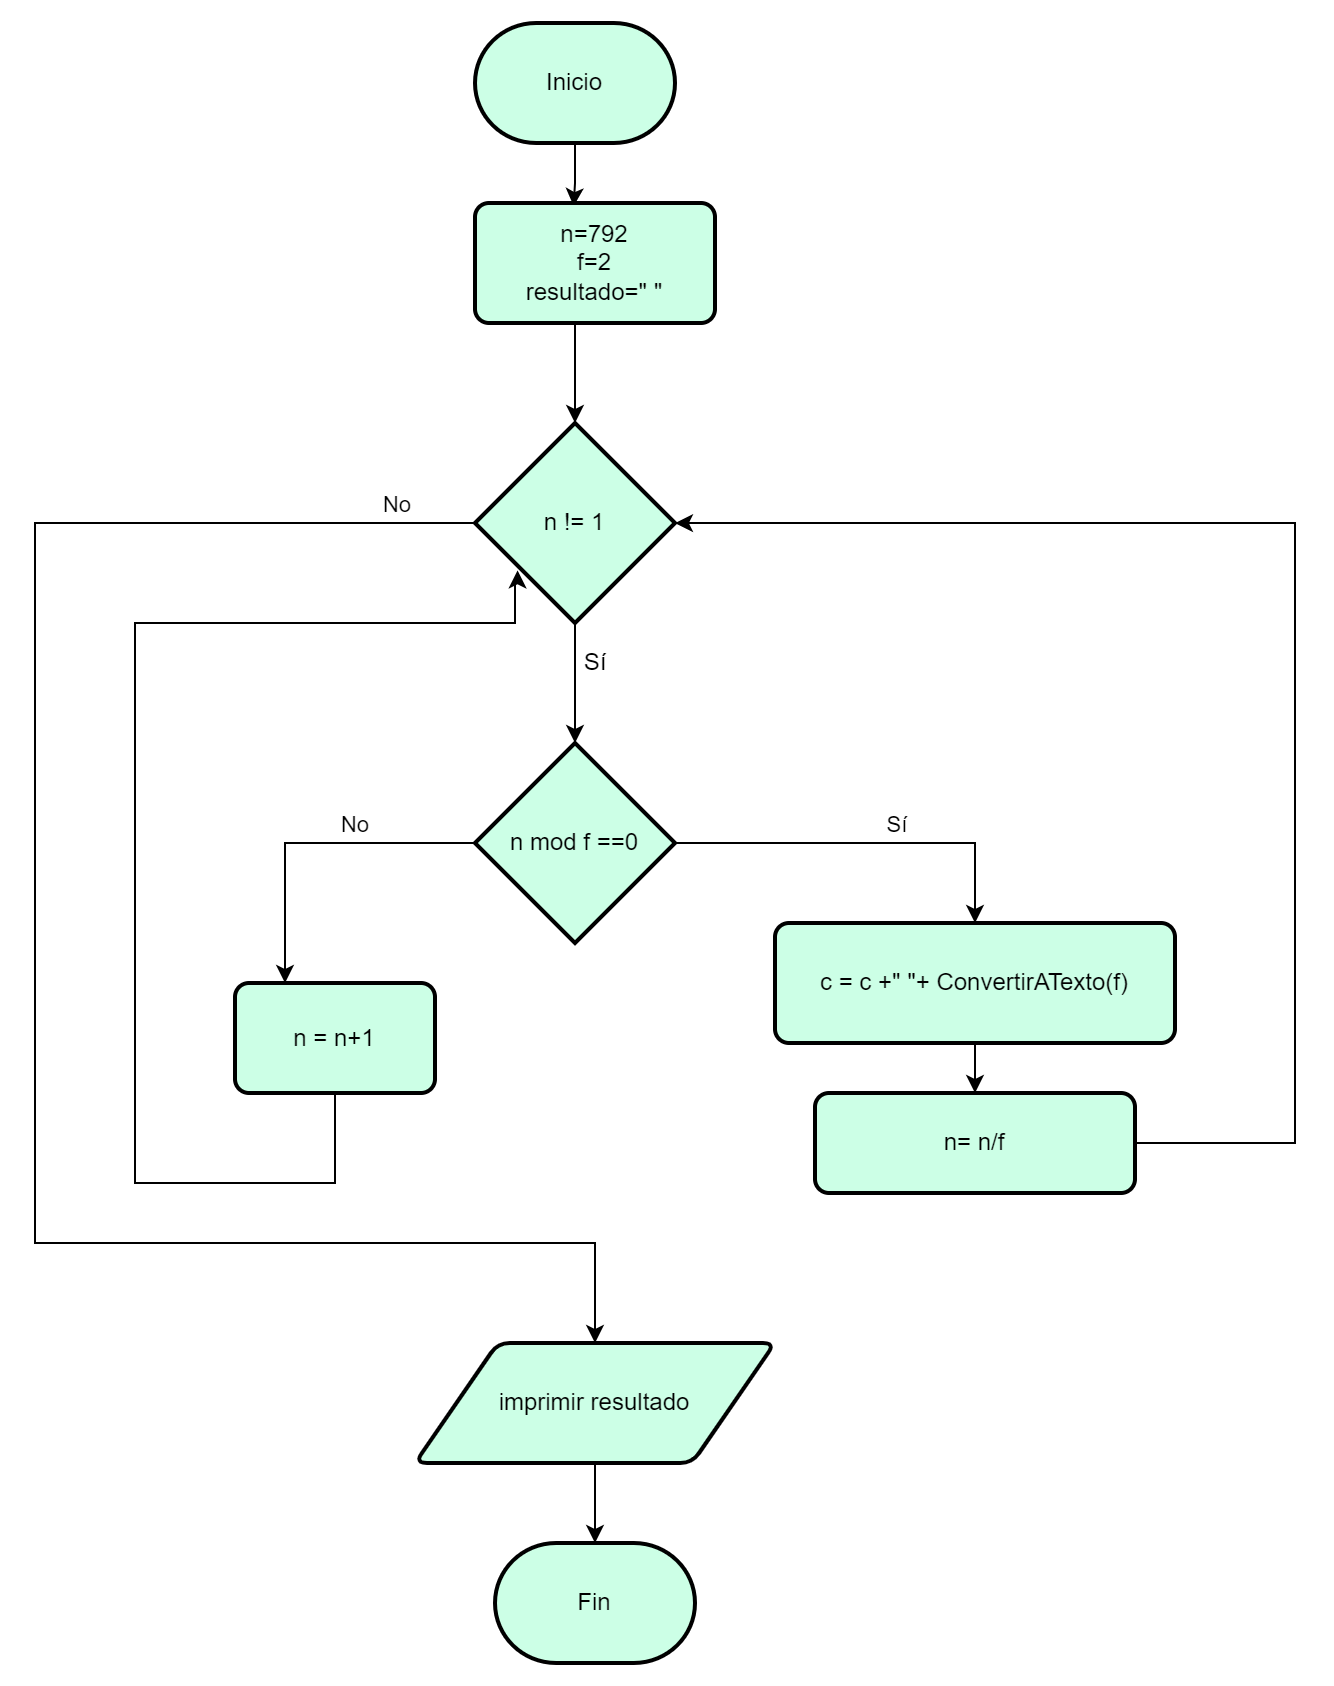 Inicio
n=792
f=2
resultado=" "
No
n != 1
Sí
No
n mod f ==0
Sí
c = c +" "+ ConvertirATexto(f)
n = n+1
n= n/f
imprimir resultado
Fin